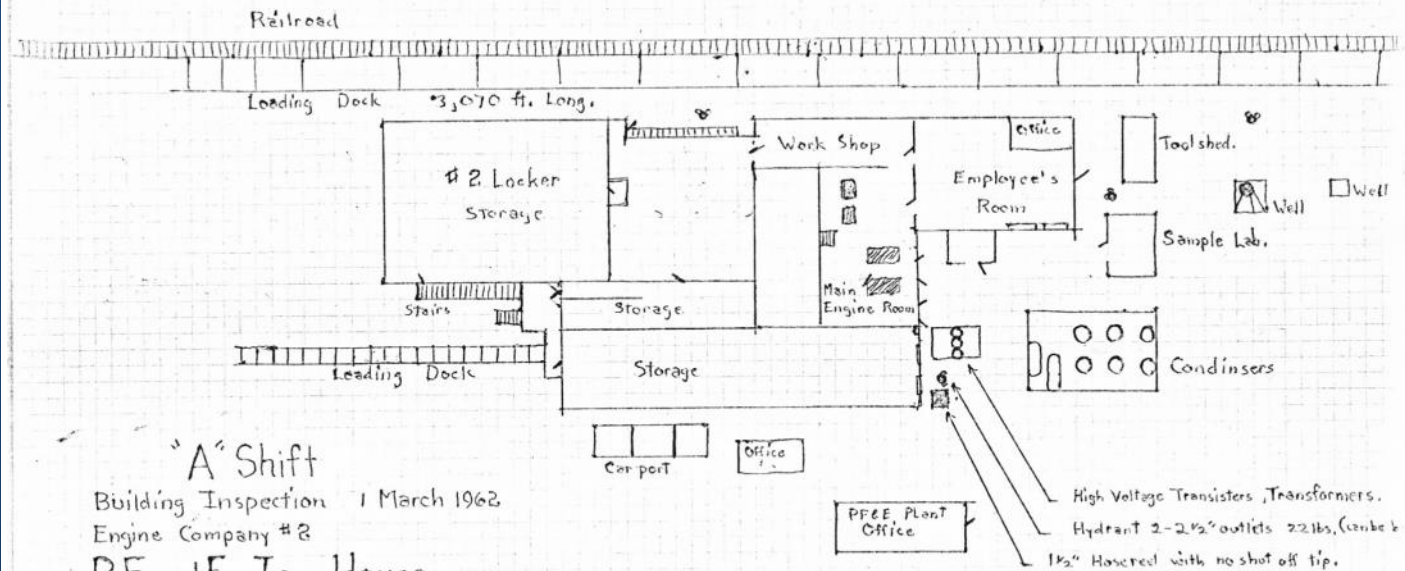 Railroad
Loading Dock 3,070 ft. Long.
# 2 Locker
Storage
Work Shop
Office
Employee's
Room
Tool shed.
Well
Well
Sample Lab.
Stairs
Storage
Main
Engine Room
Loading Dock
Storage
Condinsers
"A" Shift
Building Inspection 1 March 1962
Engine Company #2
Carport
Office
PF&E Plant
Office
High Voltage Transisters, Transformers.
Hydrant 2-2½" outlets 22 lbs,
1½" Hosereel with no shot off tip.